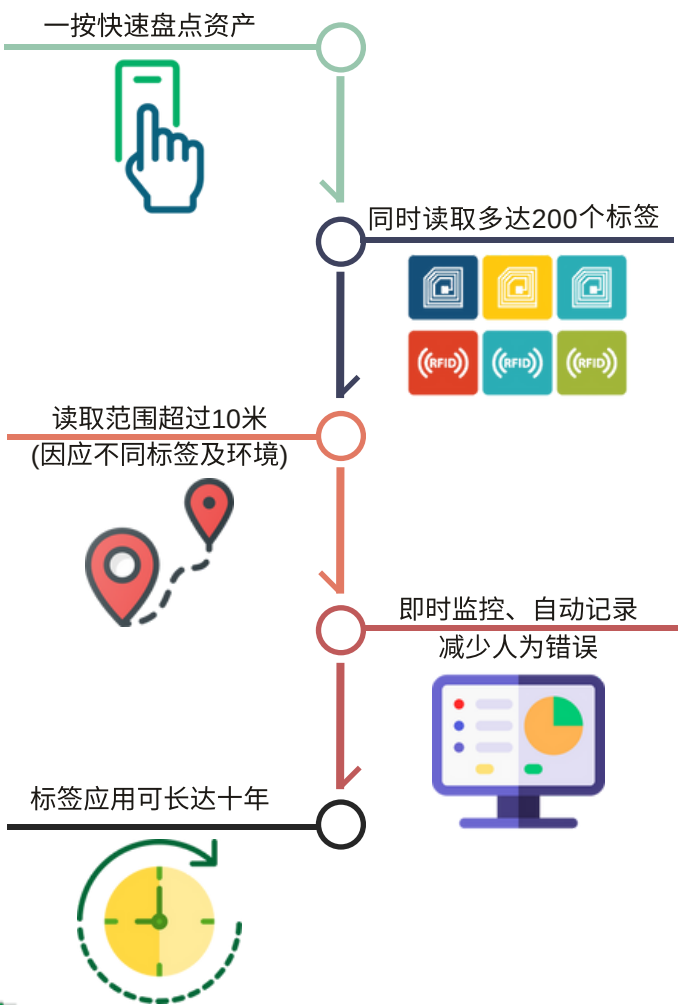 一按快速盘点资产
同时读取多达200个标签
RFID RFID RFID
读取范围超过10米
(因应不同标签及环境)
即时监控、自动记录
减少人为错误
标签应用可长达十年